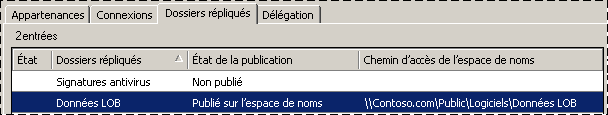 Appartenances Connexions Dossiers répliqués Délégation
2entrées
État Dossiers répliqués État de la publication Chemin d'accès de l'espace de noms
Signatures antivirus Non publié
Données LOB Publié sur l'espace de noms \\Contoso.com\Public\Logiciels\Données LOB